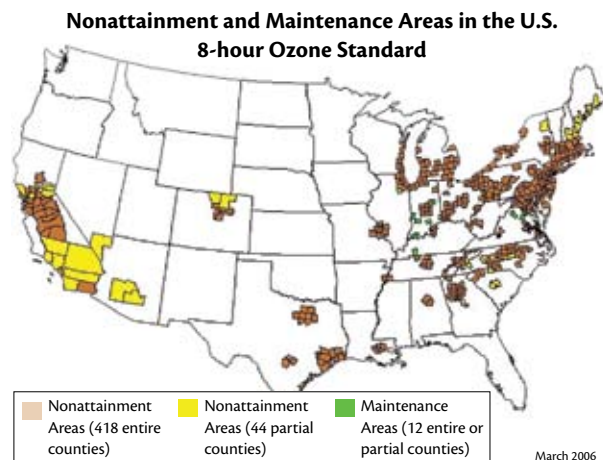 Nonattainment and Maintenance Areas in the U.S.
8-hour Ozone Standard
Nonattainment
Areas (418 entire
counties)
Nonattainment
Areas (44 partial
counties)
Maintenance
Areas (12 entire or
partial counties)
March 2006